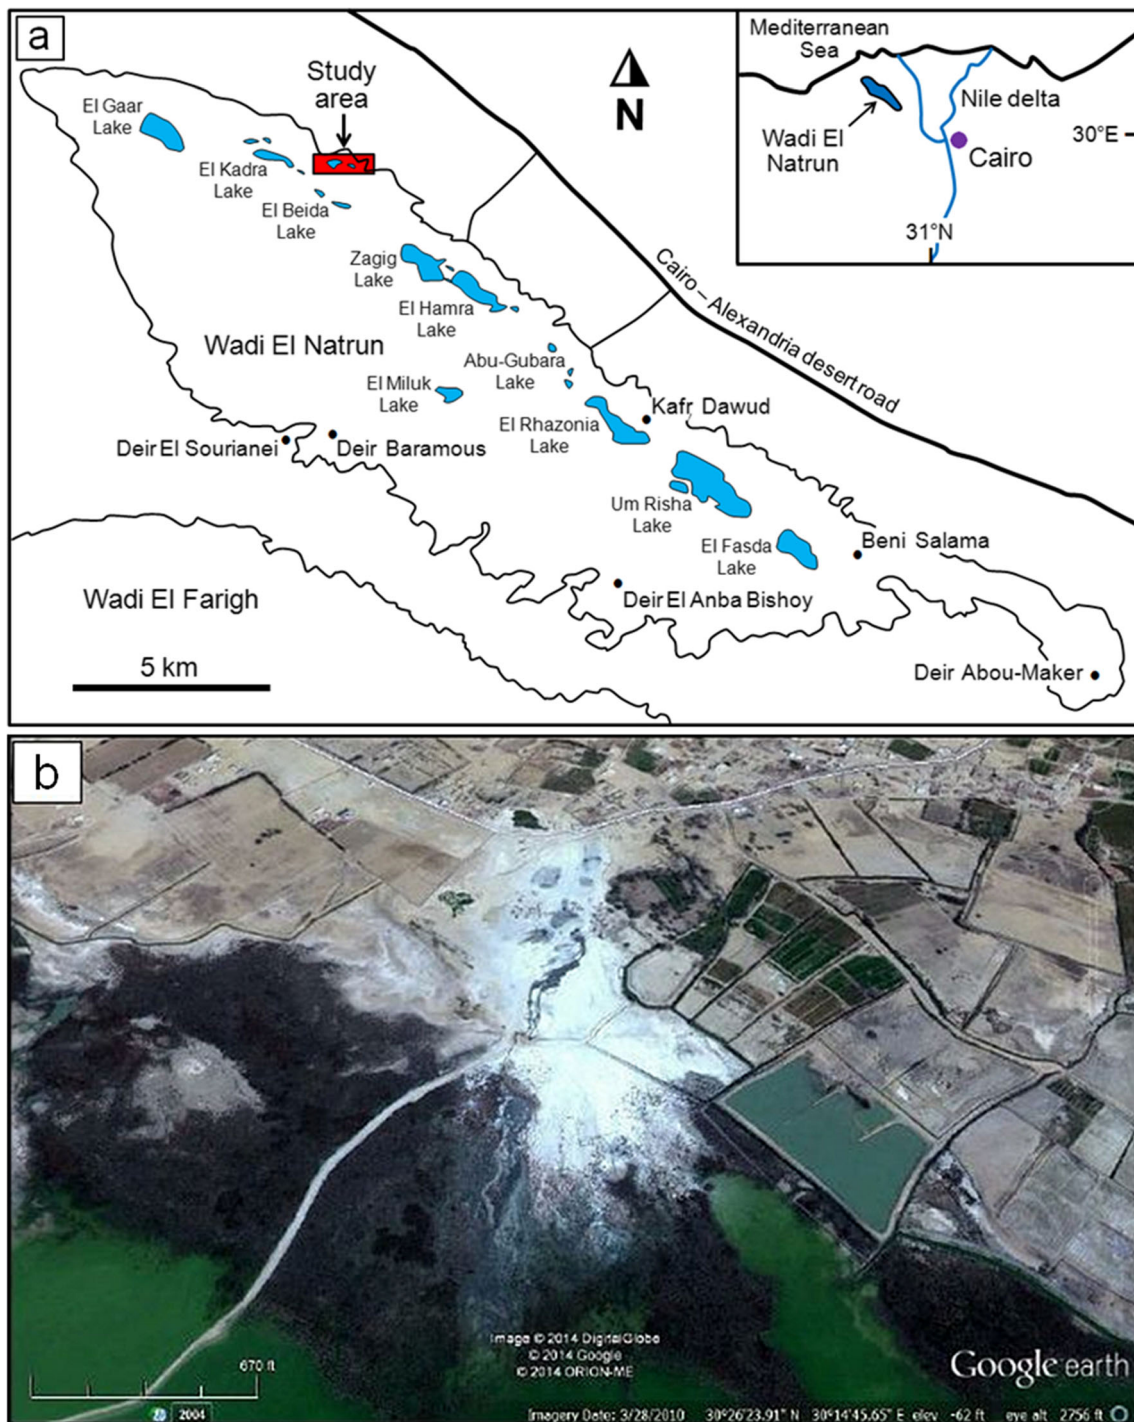 a
Mediterranean
Sea
Nile delta
30°E
Wadi El
Natrun
Cairo
31°N
N
Study
area
El Gaar
Lake
El Kadra
Lake
El Beida
Lake
Zagig
Lake
El Hamra
Lake
Cairo – Alexandria desert road
Wadi El Natrun
Abu-Gubara
Lake
El Miluk
Lake
El Rhazonia
Lake
Kafr Dawud
Deir El Sourianei
Deir Baramous
Um Risha
Lake
El Fasda
Lake
Beni Salama
Wadi El Farigh
Deir El Anba Bishoy
5 km
Deir Abou-Maker
b
Image © 2014 DigitalGlobe
© 2014 Google
© 2014 ORION-ME
Google earth
670 ft
2004
Imagery Date: 3/28/2010 30°26'23.91" N 30°14'45.65" E elev -62 ft eye alt 2756 ft